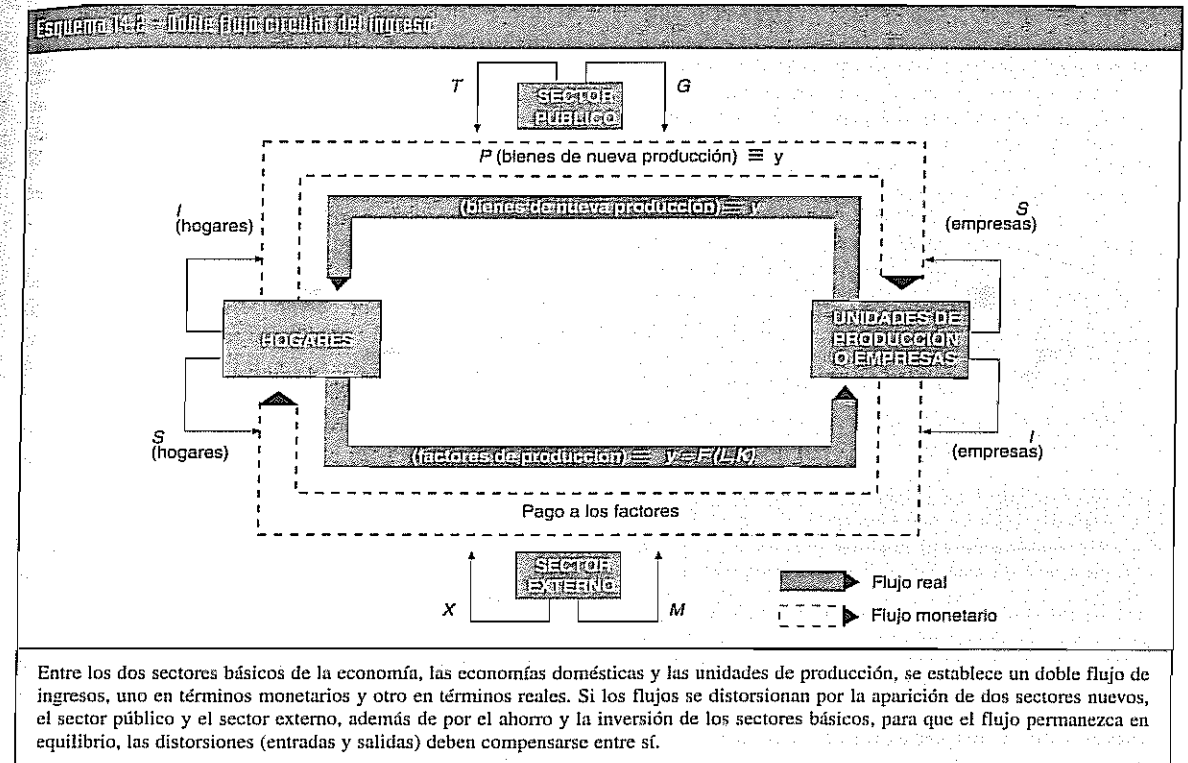 Esquema 14.2 – Doble flujo circular del ingreso
T
G
SECTOR
PÚBLICO
P (bienes de nueva producción) ≡ y
I
(hogares)
(bienes de nueva producción) ≡ y
S
(empresas)
HOGARES
UNIDADES DE
PRODUCCIÓN
O EMPRESAS
S
(hogares)
I
(empresas)
(factores de producción) ≡ y = F(L,K)
Pago a los factores
SECTOR
EXTERNO
X
M
Flujo real
Flujo monetario
Entre los dos sectores básicos de la economía, las economías domésticas y las unidades de producción, se establece un doble flujo de
ingresos, uno en términos monetarios y otro en términos reales. Si los flujos se distorsionan por la aparición de dos sectores nuevos,
el sector público y el sector externo, además de por el ahorro y la inversión de los sectores básicos, para que el flujo permanezca en
equilibrio, las distorsiones (entradas y salidas) deben compensarse entre sí.